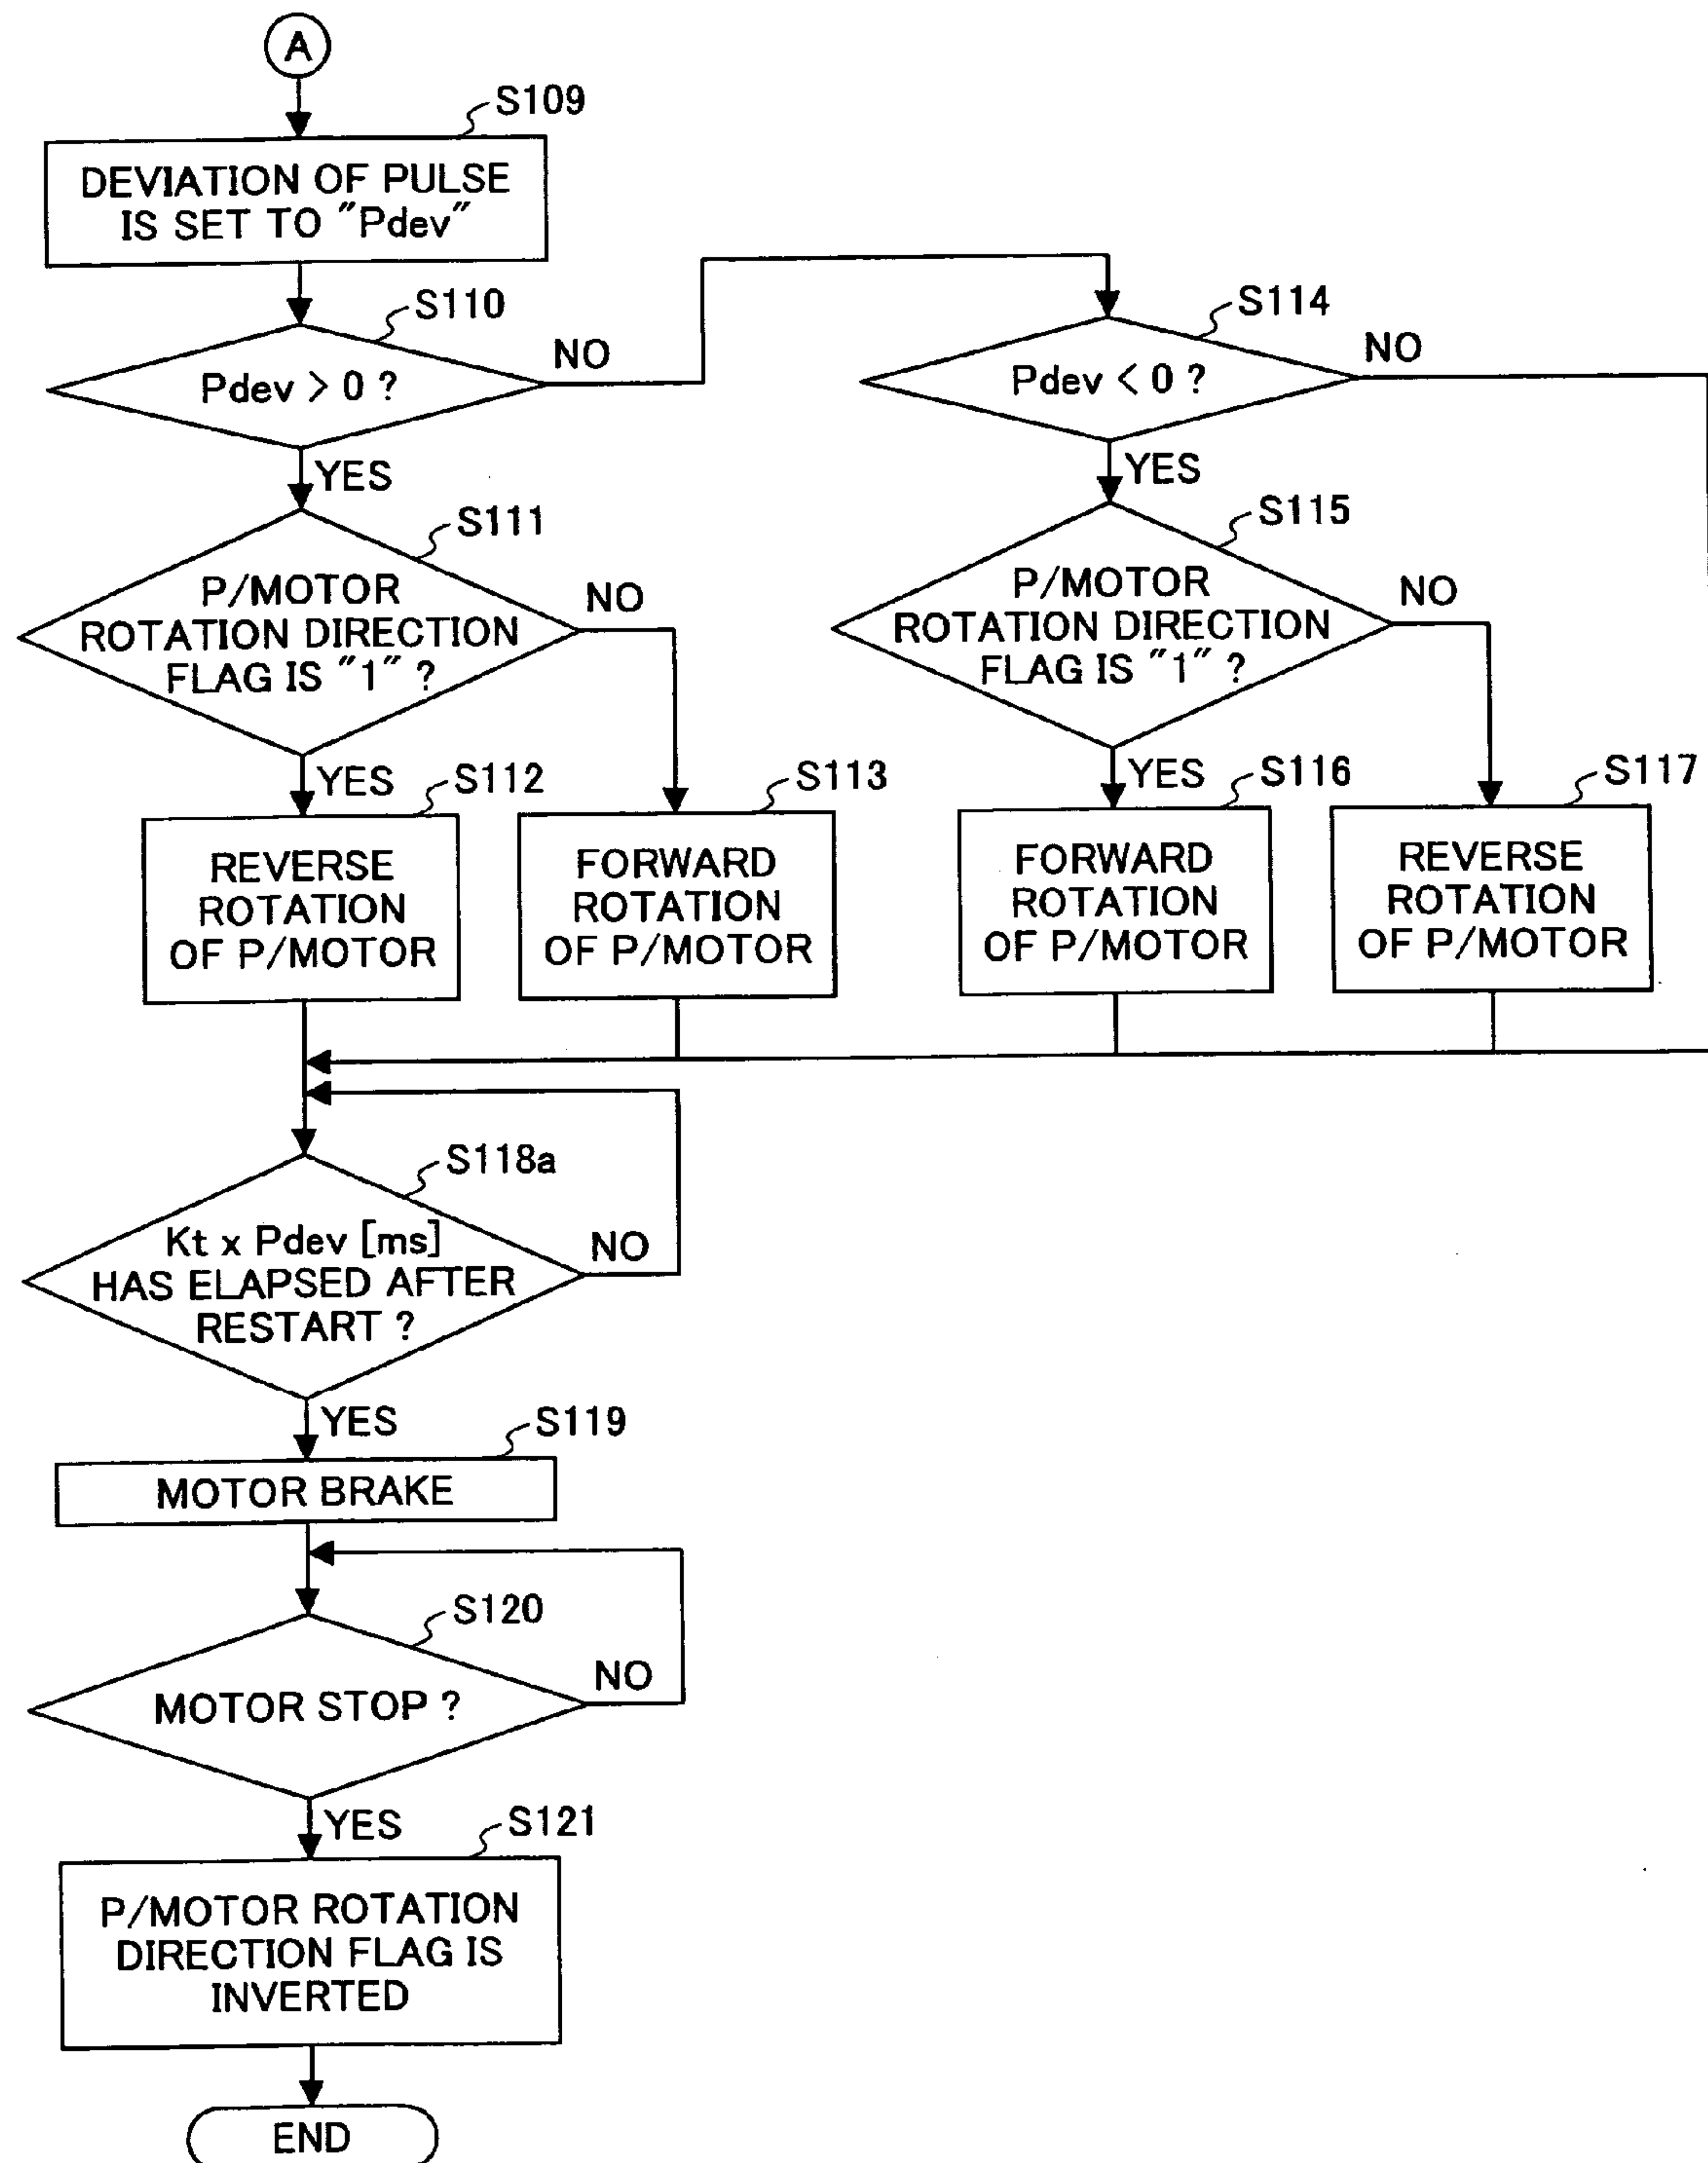 A
S109
DEVIATION OF PULSE
IS SET TO "Pdev"
S110
Pdev > 0 ?
NO
YES
S114
Pdev < 0 ?
NO
YES
S111
P/MOTOR
ROTATION DIRECTION
FLAG IS "1" ?
NO
YES
S115
P/MOTOR
ROTATION DIRECTION
FLAG IS "1" ?
NO
YES
S112
REVERSE
ROTATION
OF P/MOTOR
S113
FORWARD
ROTATION
OF P/MOTOR
S116
FORWARD
ROTATION
OF P/MOTOR
S117
REVERSE
ROTATION
OF P/MOTOR
S118a
Kt x Pdev [ms]
HAS ELAPSED AFTER
RESTART ?
NO
YES
S119
MOTOR BRAKE
S120
MOTOR STOP ?
NO
YES
S121
P/MOTOR ROTATION
DIRECTION FLAG IS
INVERTED
END